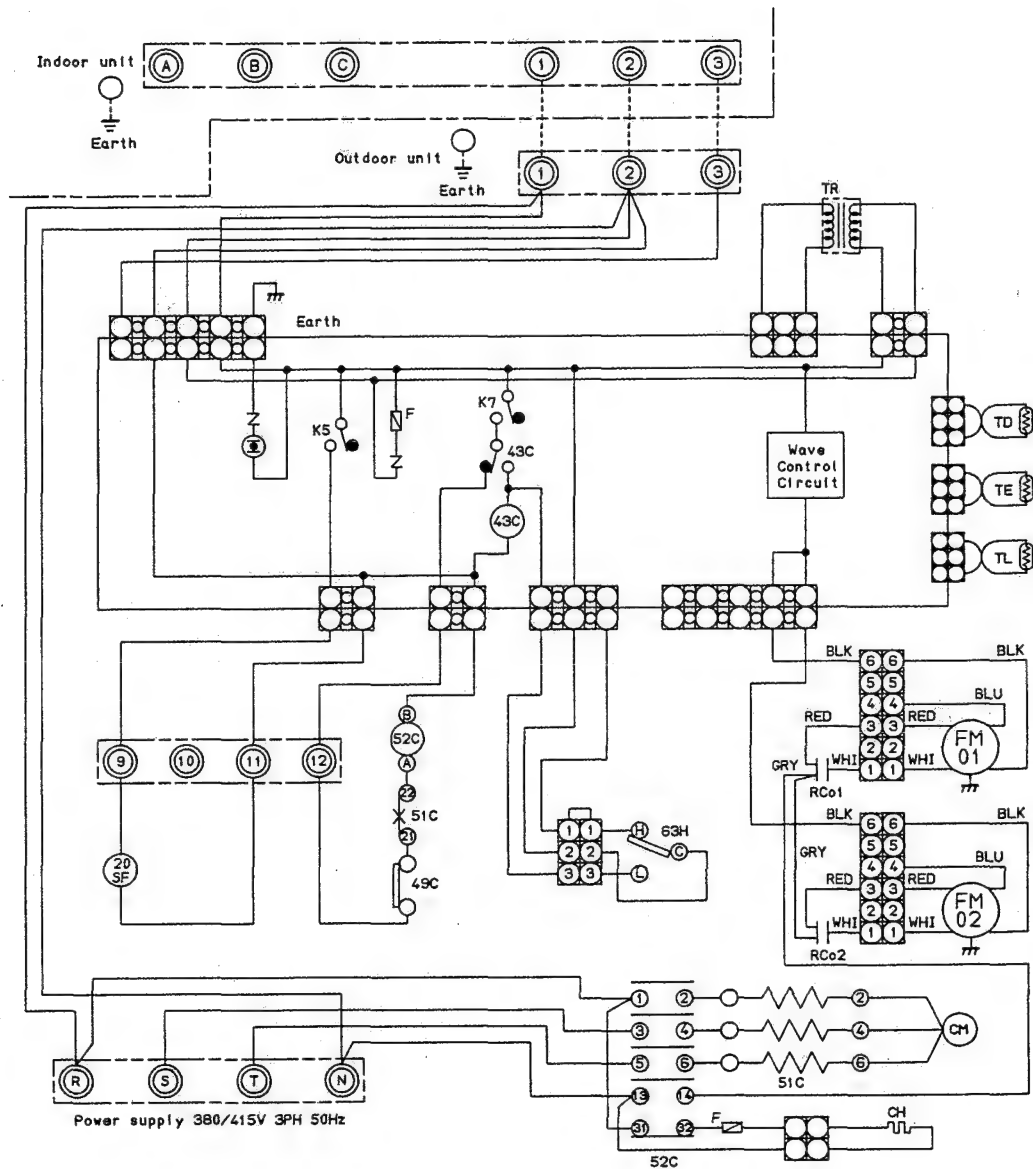 Indoor unit
A B C 1 2 3
Earth
Outdoor unit
Earth
1 2 3
TR
Earth
K5
F
K7
43C
43C
Wave
Control
Circuit
TD
TE
TL
9 10 11 12
20
SF
B
52C
A
22
51C
21
49C
1 1
2 2
3 3
H
63H
C
L
BLK
6 6
BLK
5 5
BLU
4 4
RED
3 3
RED
FM
01
2 2
GRY
WHI
1 1
WHI
RCo1
BLK
6 6
BLK
GRY
5 5
BLU
4 4
RED
3 3
RED
FM
02
2 2
WHI
1 1
WHI
RCo2
1 2 2
3 4 4
CM
5 6 6
51C
13 14
31 32
F
CH
52C
R S T N
Power supply 380/415V 3PH 50Hz